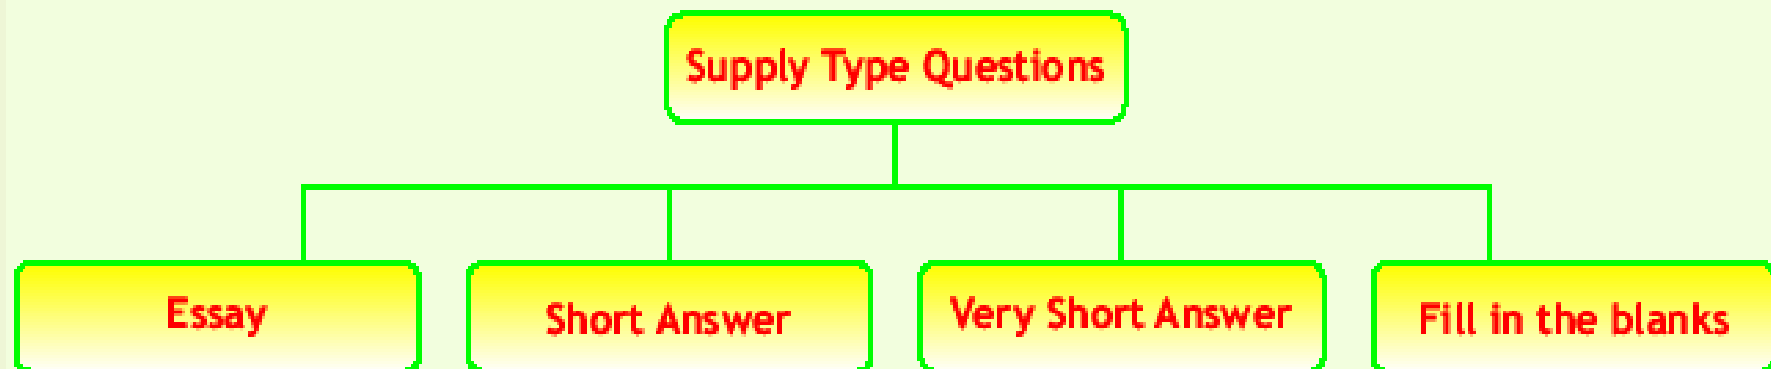 Supply Type Questions
Essay
Short Answer
Very Short Answer
Fill in the blanks